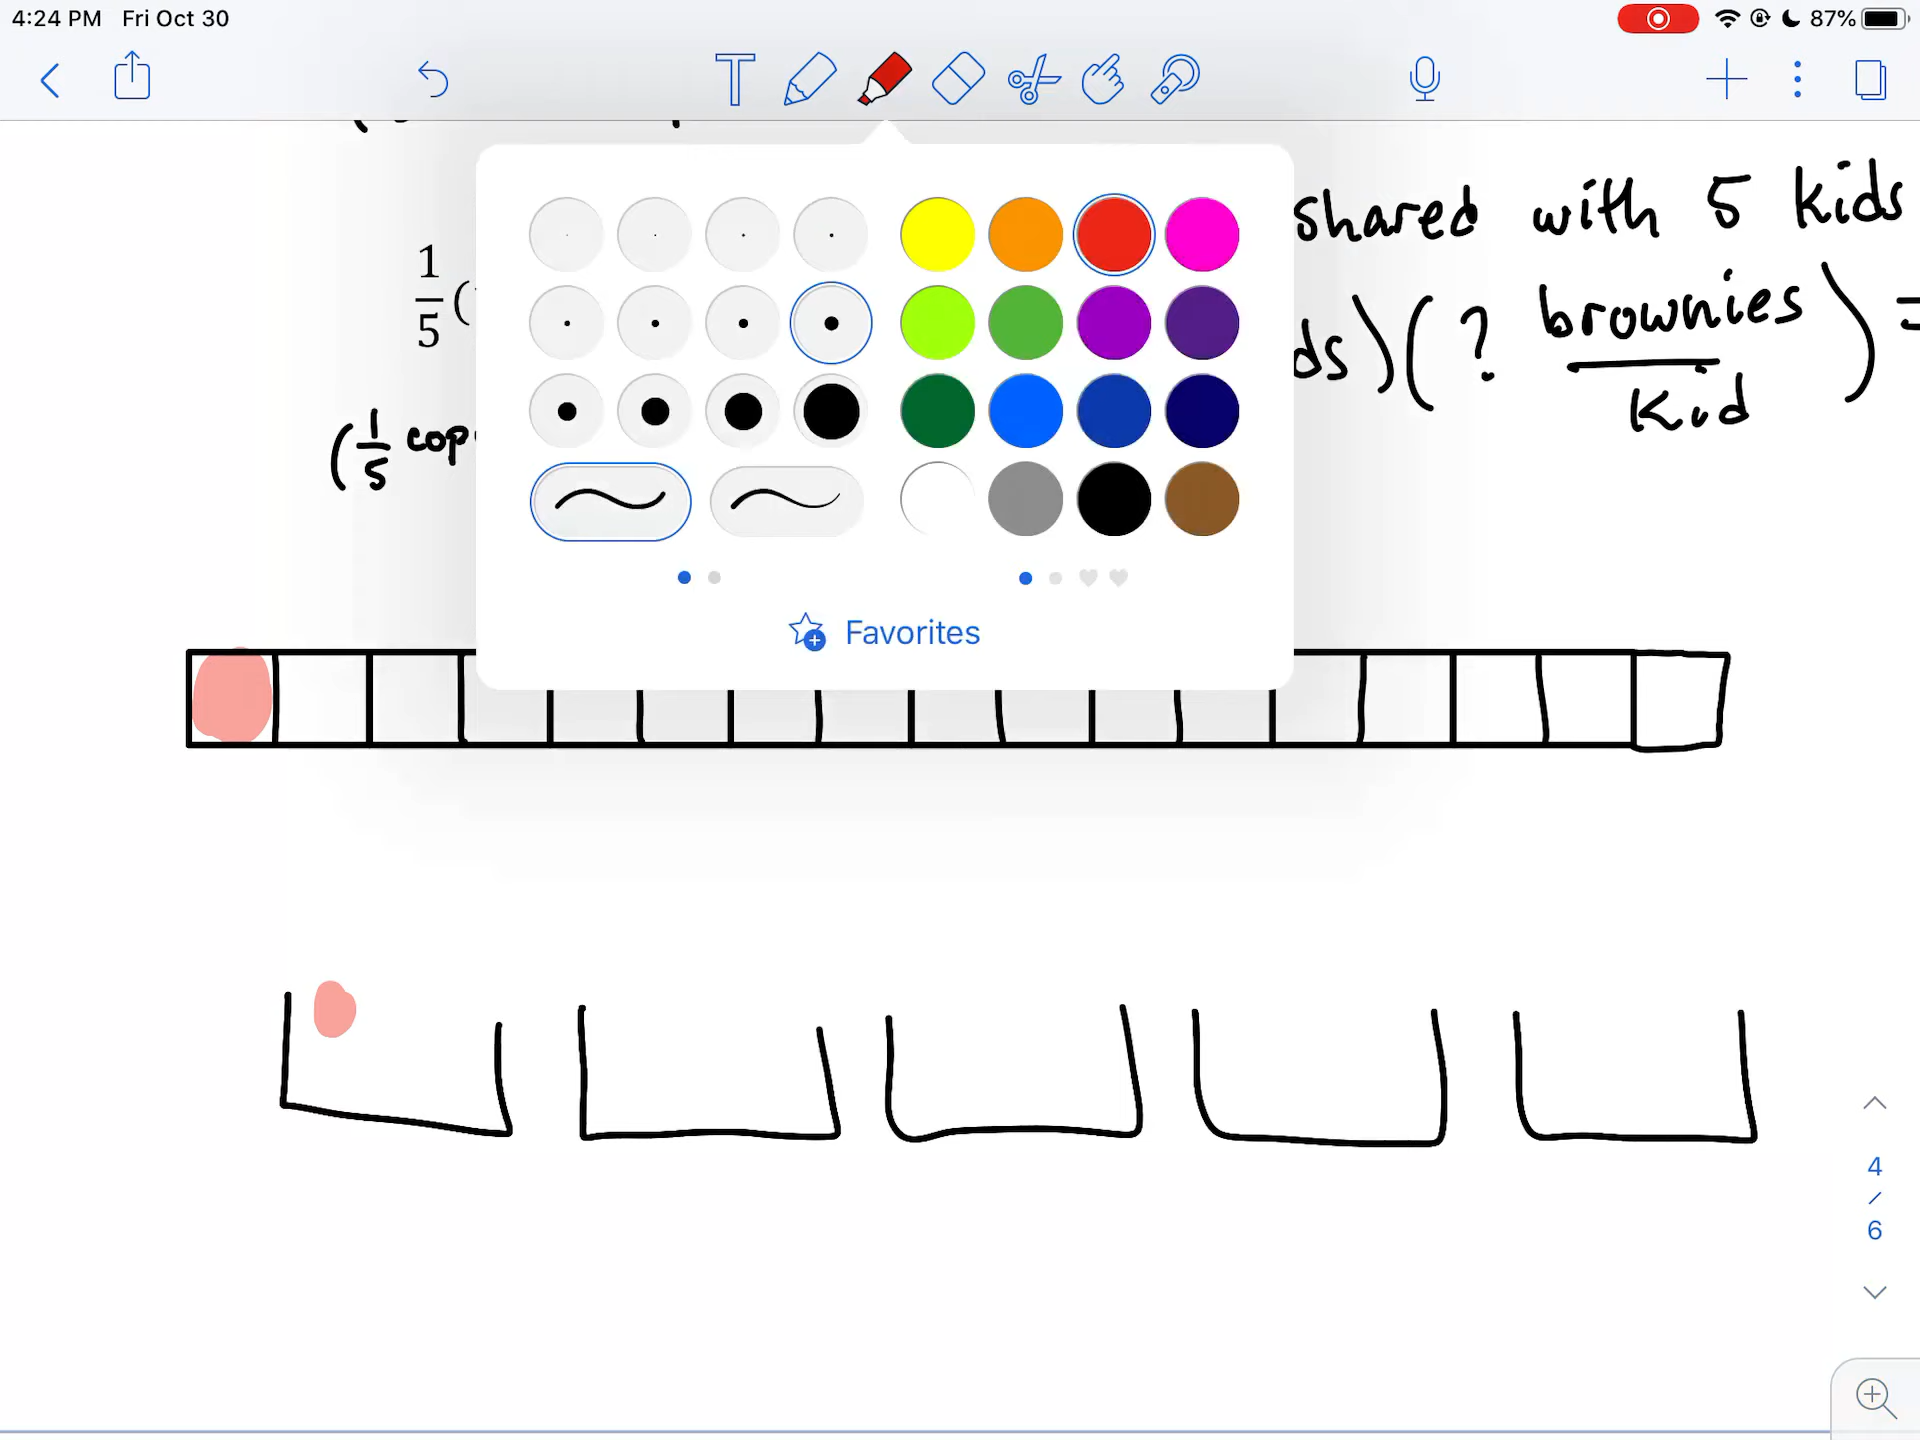 4:24 PM Fri Oct 30
87%
shared with 5 kids
1/5 (
ds) (? brownies/kid) =
(1/5 cop
Favorites
4
/
6